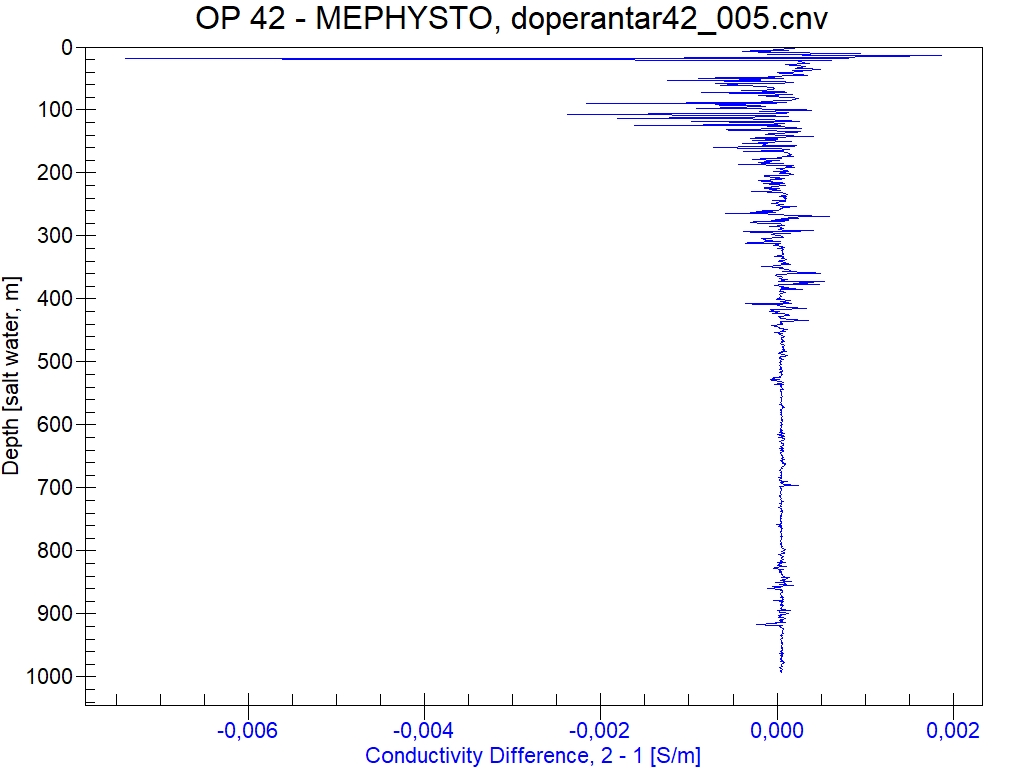 OP 42 - MEPHYSTO, doperantar42_005.cnv
0
100
200
300
400
500
600
700
800
900
1000
Depth [salt water, m]
-0,006 -0,004 -0,002 0,000 0,002
Conductivity Difference, 2 - 1 [S/m]